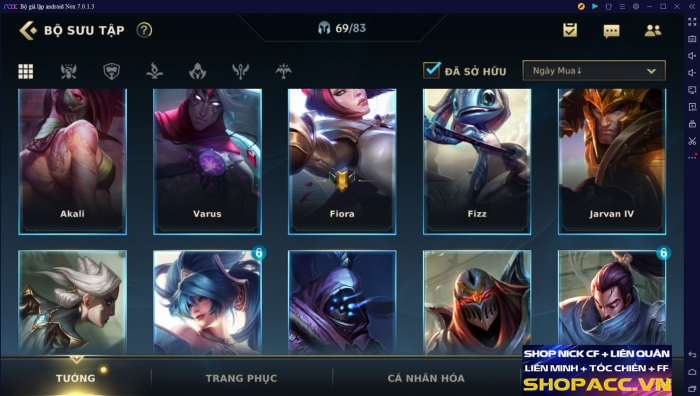 nox Bộ giả lập android Nox 7.0.1.3
BỘ SƯU TẬP ?
69/83
ĐÃ SỞ HỮU
Ngày Mua↓
Akali
Varus
Fiora
Fizz
Jarvan IV
6
6
TƯỚNG
TRANG PHỤC
CÁ NHÂN HÓA
SHOP NICK CF + LIÊN QUÂN
LIÊN MINH + TỐC CHIẾN + FF
SHOPACC.VN